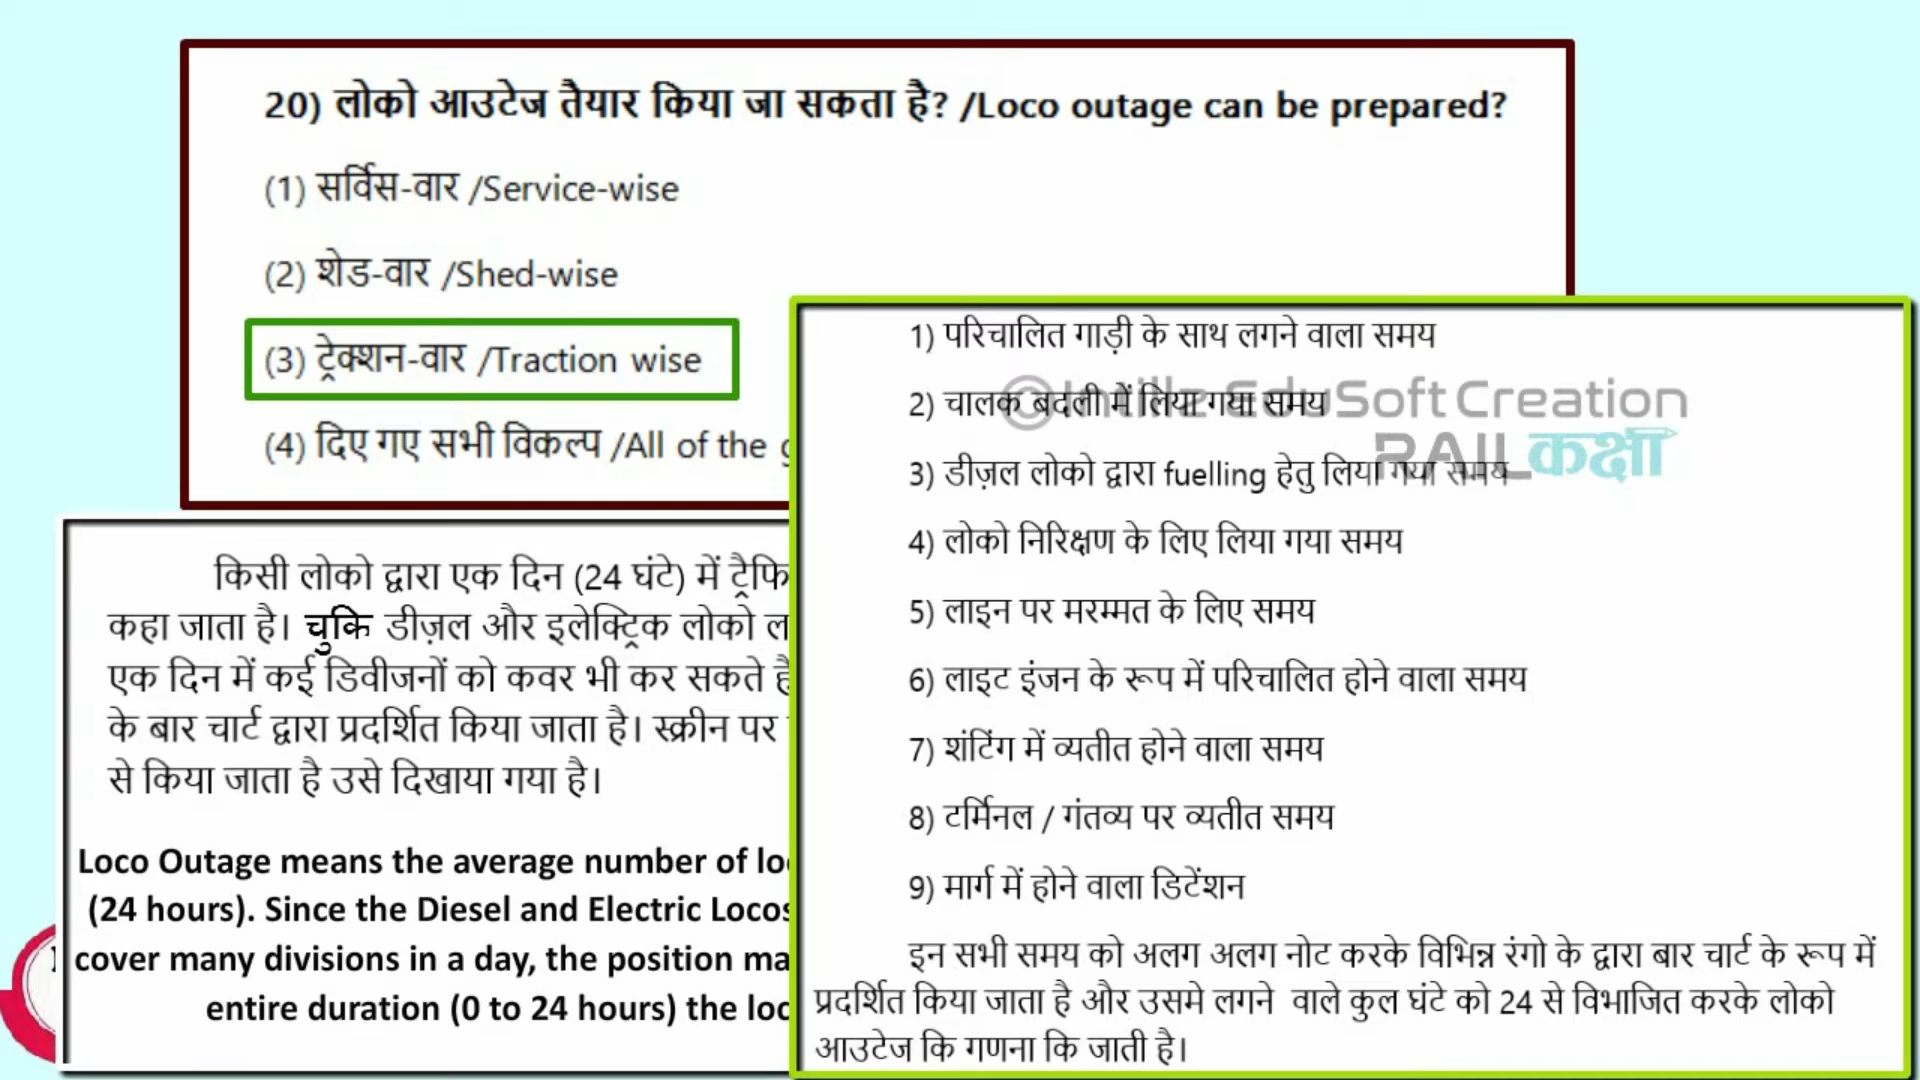 20) लोको आउटेज तैयार किया जा सकता है? /Loco outage can be prepared?
(1) सर्विस-वार /Service-wise
(2) शेड-वार /Shed-wise
(3) ट्रेक्शन-वार /Traction wise
(4) दिए गए सभी विकल्प /All of the
किसी लोको द्वारा एक दिन (24 घंटे) में
कहा जाता है। चुकि डीज़ल और इलेक्ट्रिक लोको
एक दिन में कई डिवीजनों को कवर भी कर सकते
के बार चार्ट द्वारा प्रदर्शित किया जाता है। स्क्रीन पर
से किया जाता है उसे दिखाया गया है।
Loco Outage means the average number of
(24 hours). Since the Diesel and Electric Locos
cover many divisions in a day, the position
entire duration (0 to 24 hours) the
1) परिचालित गाड़ी के साथ लगने वाला समय
2) चालक बदली में लिया गया समय
3) डीज़ल लोको द्वारा fuelling हेतु लिया गया समय
4) लोको निरिक्षण के लिए लिया गया समय
5) लाइन पर मरम्मत के लिए समय
6) लाइट इंजन के रूप में परिचालित होने वाला समय
7) शंटिंग में व्यतीत होने वाला समय
8) टर्मिनल / गंतव्य पर व्यतीत समय
9) मार्ग में होने वाला डिटेंशन
इन सभी समय को अलग अलग नोट करके विभिन्न रंगो के द्वारा बार चार्ट के रूप में
प्रदर्शित किया जाता है और उसमे लगने वाले कुल घंटे को 24 से विभाजित करके लोको
आउटेज कि गणना कि जाती है।
EduSoft Creation
RAIL कक्षा